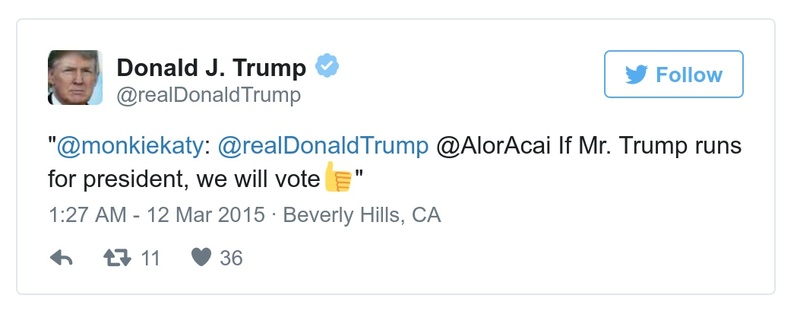 Donald J. Trump
@realDonaldTrump
Follow
"@monkiekaty: @realDonaldTrump @AlorAcai If Mr. Trump runs
for president, we will vote👍"
1:27 AM - 12 Mar 2015 · Beverly Hills, CA
11 36